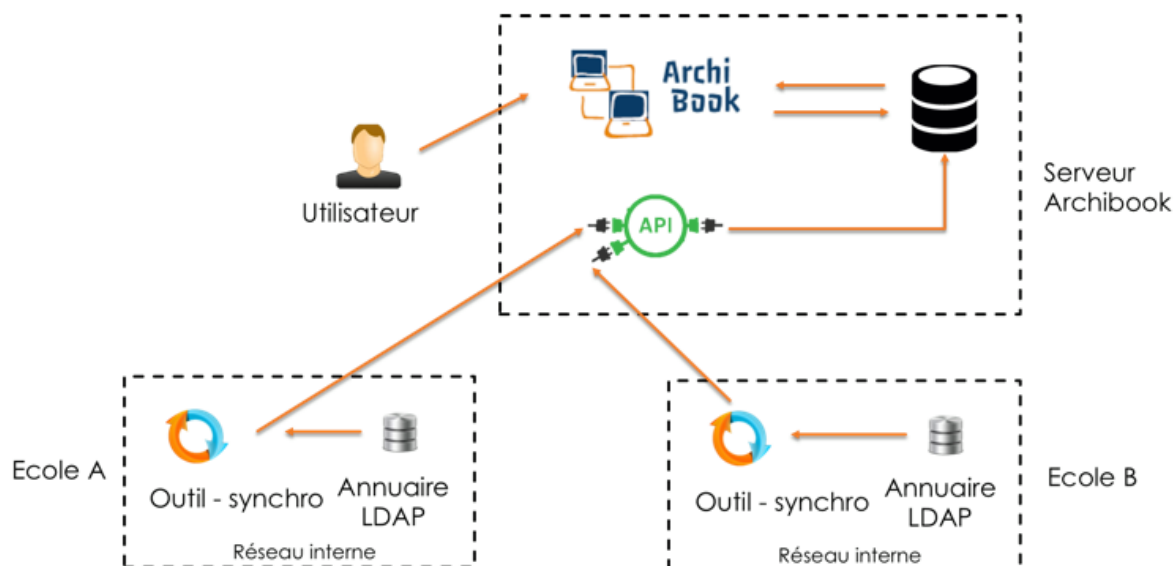 Archi
Book
Utilisateur
Serveur
Archibook
API
Ecole A
Outil - synchro
Annuaire
LDAP
Réseau interne
Outil - synchro
Annuaire
LDAP
Réseau interne
Ecole B